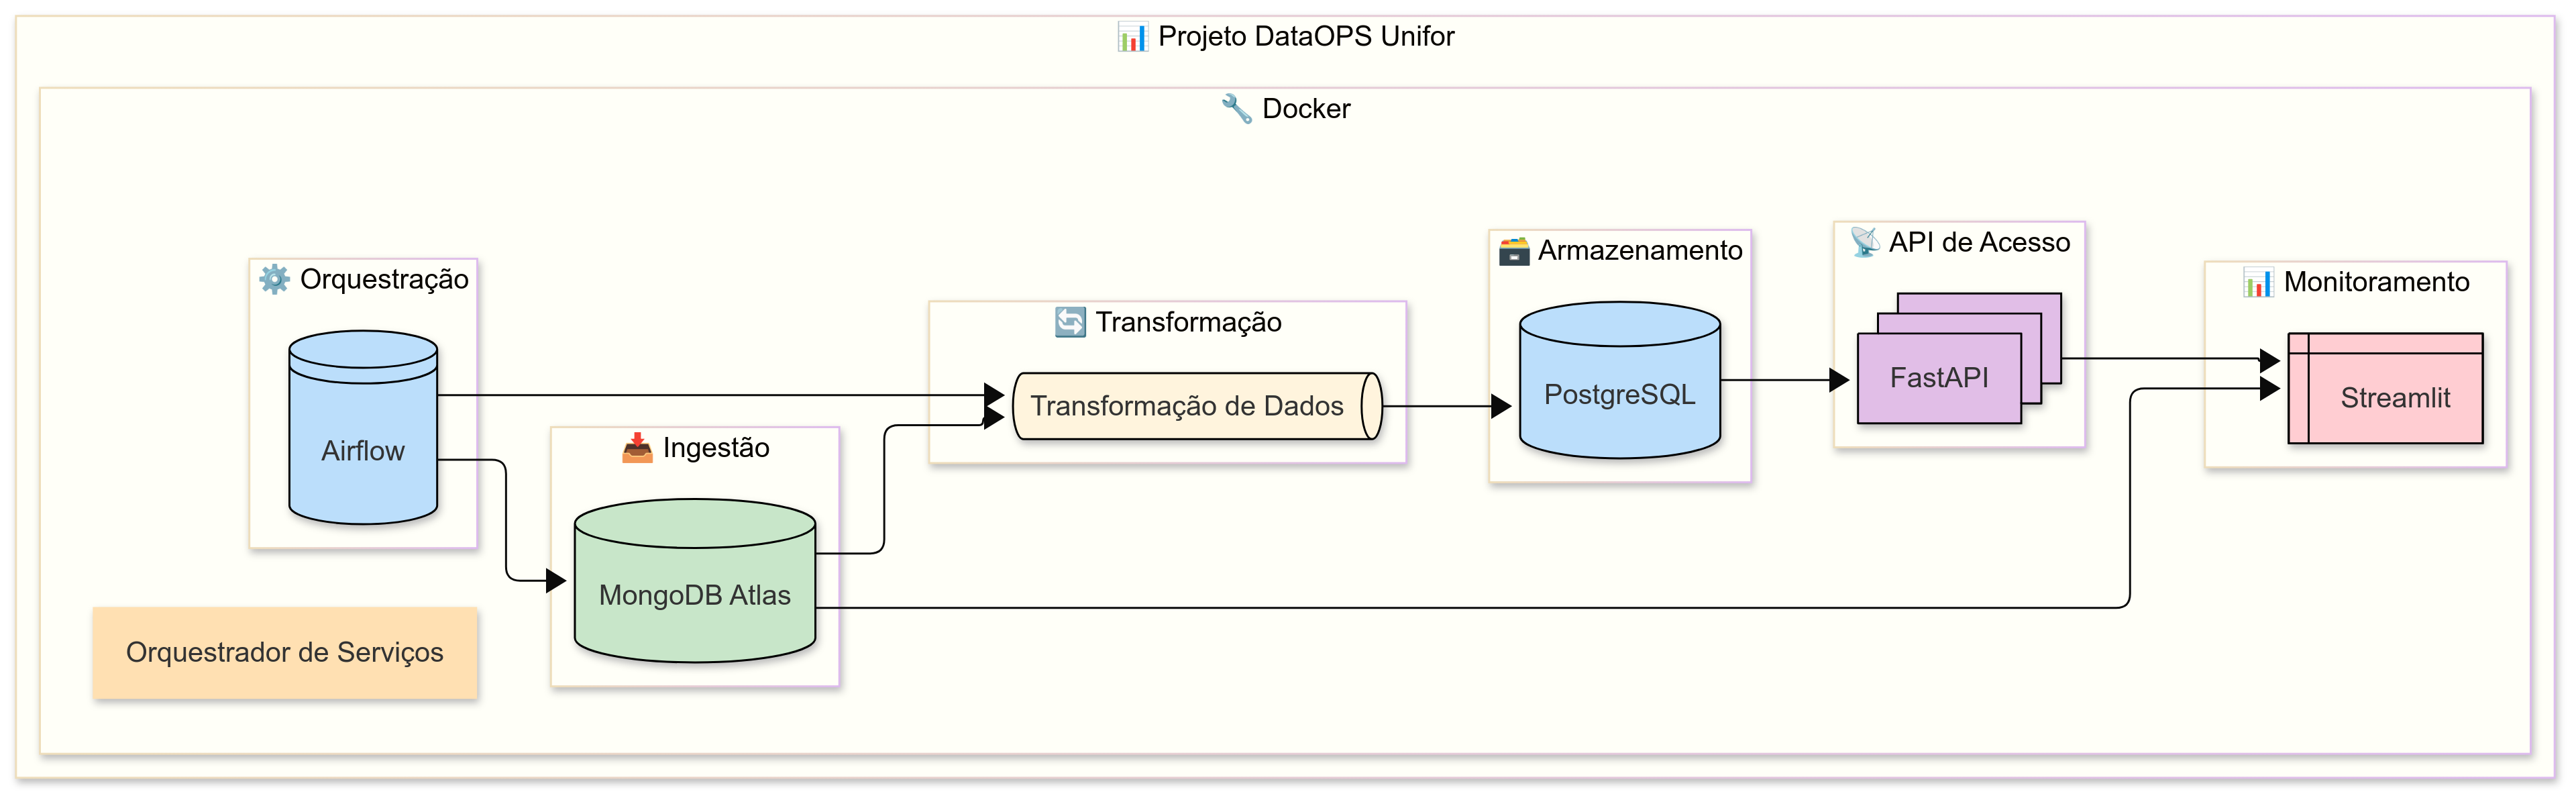 📊 Projeto DataOPS Unifor
🔧 Docker
⚙️ Orquestração
Airflow
Orquestrador de Serviços
📥 Ingestão
MongoDB Atlas
🔄 Transformação
Transformação de Dados
🗃️ Armazenamento
PostgreSQL
📡 API de Acesso
FastAPI
📊 Monitoramento
Streamlit